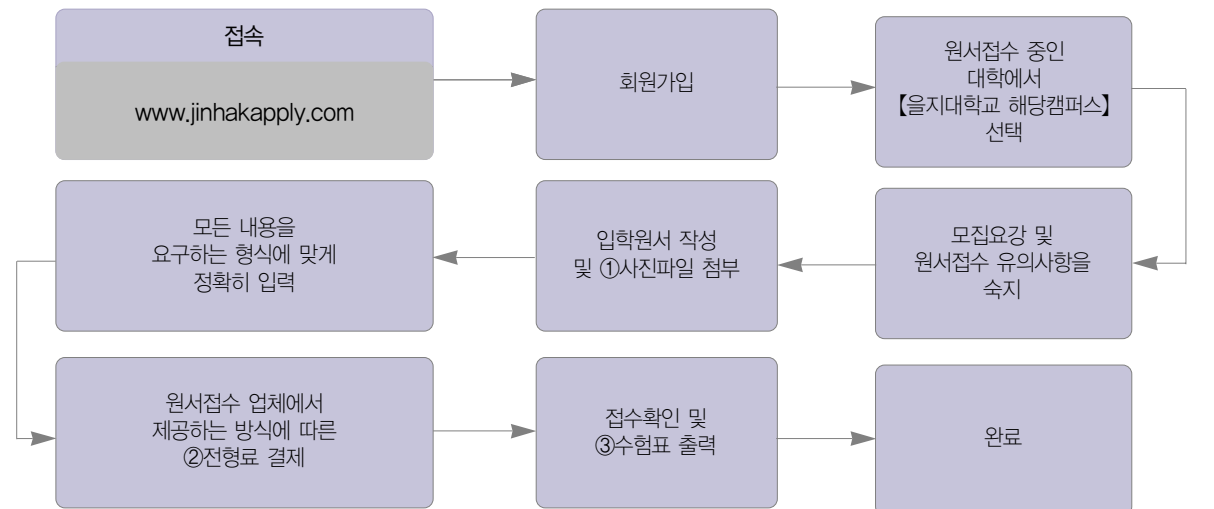 접속
www.jinhakapply.com
회원가입
원서접수 중인
대학에서
【을지대학교 해당캠퍼스】
선택
모집요강 및
원서접수 유의사항을
숙지
입학원서 작성
및 ①사진파일 첨부
모든 내용을
요구하는 형식에 맞게
정확히 입력
원서접수 업체에서
제공하는 방식에 따른
②전형료 결제
접수확인 및
③수험표 출력
완료